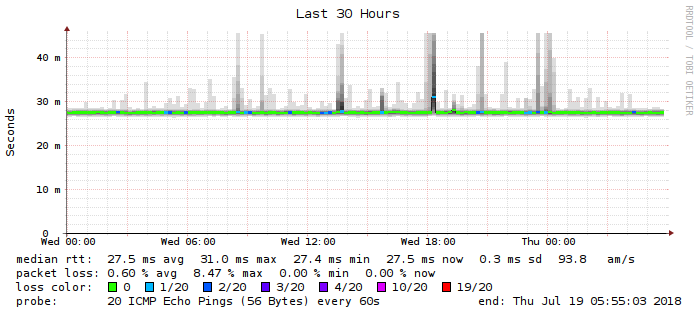 Last 30 Hours
RRDTOOL / TOBI OETIKER
Seconds
40 m
30 m
20 m
10 m
0
Wed 00:00 Wed 06:00 Wed 12:00 Wed 18:00 Thu 00:00
median rtt: 27.5 ms avg 31.0 ms max 27.4 ms min 27.5 ms now 0.3 ms sd 93.8 am/s
packet loss: 0.60 % avg 8.47 % max 0.00 % min 0.00 % now
loss color: 0 1/20 2/20 3/20 4/20 10/20 19/20
probe: 20 ICMP Echo Pings (56 Bytes) every 60s end: Thu Jul 19 05:55:03 2018